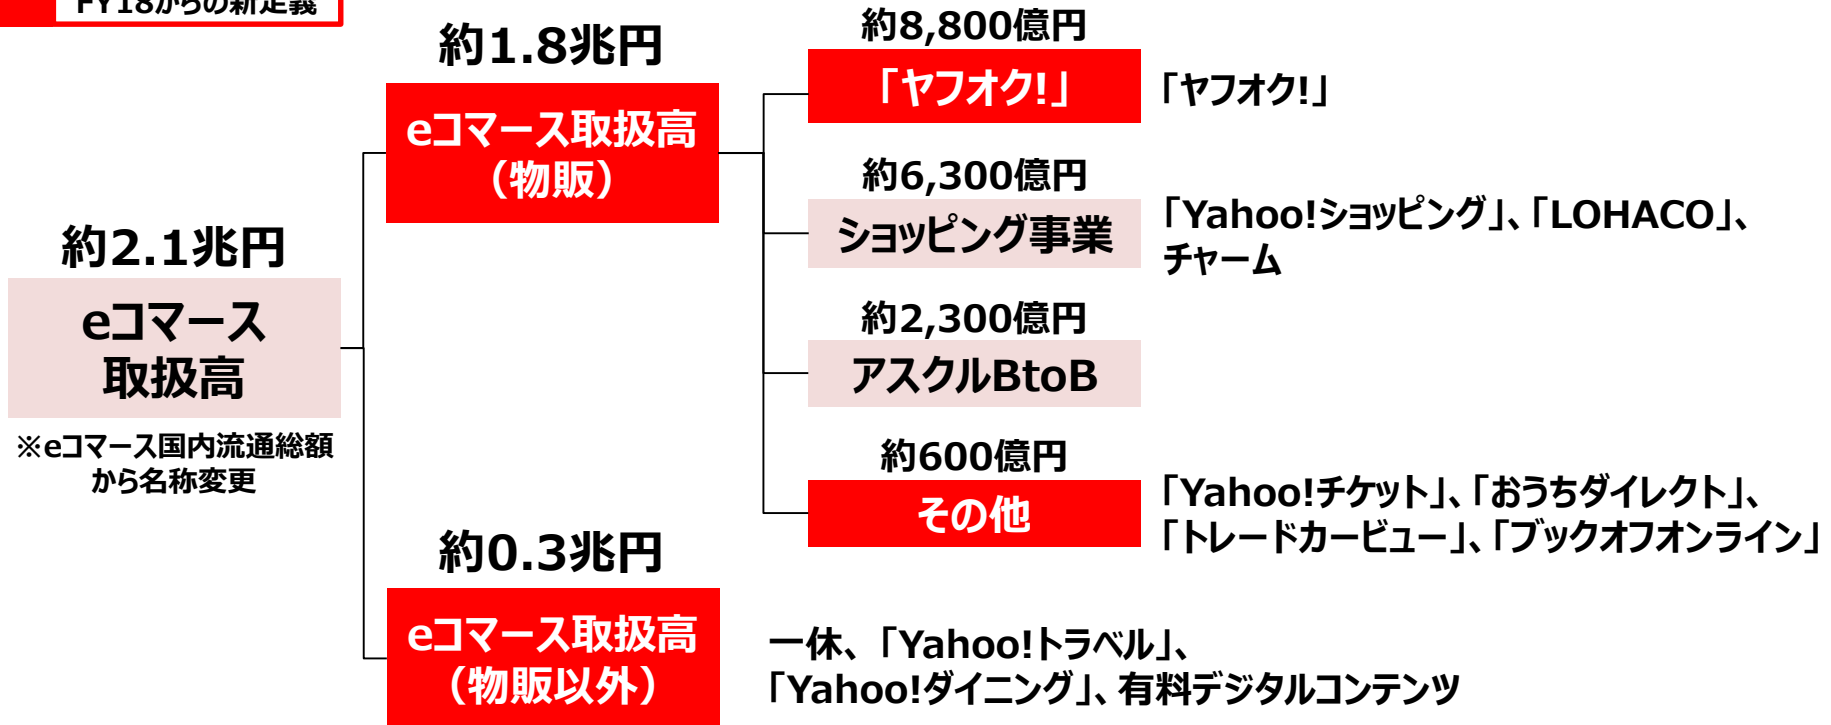 FY18からの新定義
約2.1兆円
eコマース
取扱高
※eコマース国内流通総額
から名称変更
約1.8兆円
eコマース取扱高
（物販）
約8,800億円
「ヤフオク!」
「ヤフオク!」
約6,300億円
ショッピング事業
「Yahoo!ショッピング」、「LOHACO」、
チャーム
約2,300億円
アスクルBtoB
約600億円
その他
「Yahoo!チケット」、「おうちダイレクト」、
「トレードカービュー」、「ブックオフオンライン」
約0.3兆円
eコマース取扱高
（物販以外）
一休、「Yahoo!トラベル」、
「Yahoo!ダイニング」、有料デジタルコンテンツ